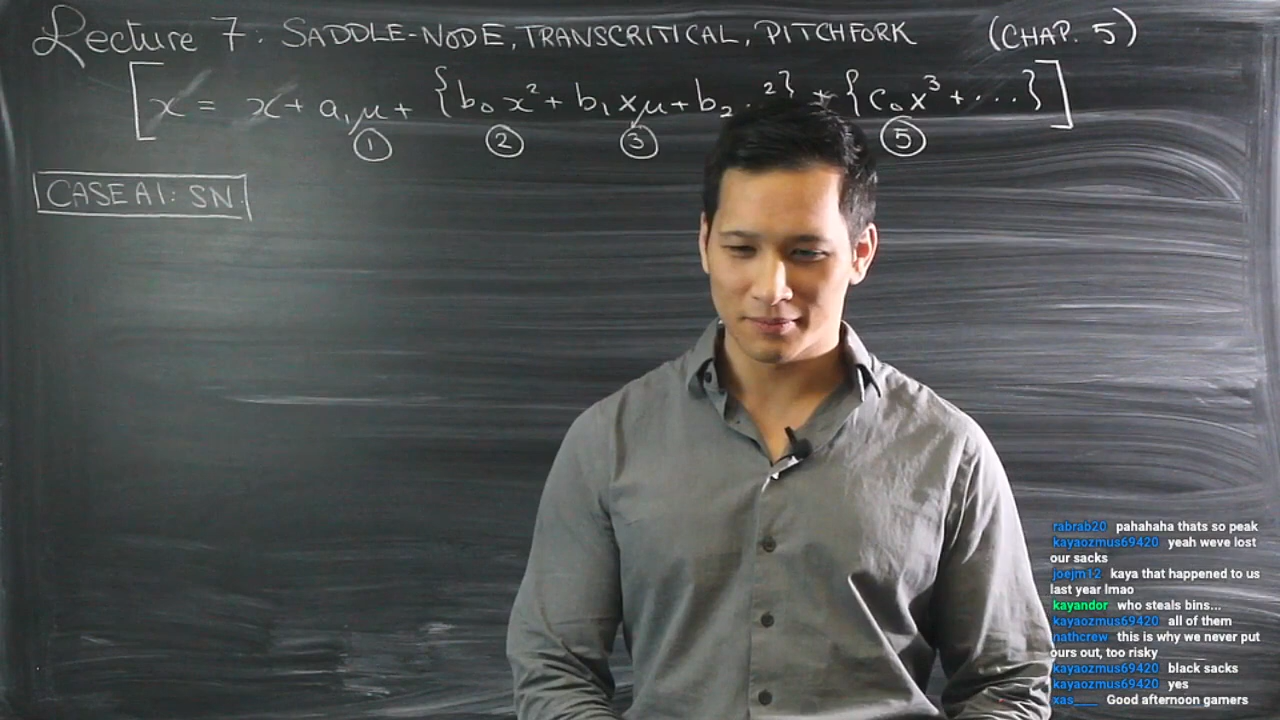 Lecture 7: SADDLE-NODE, TRANSCRITICAL, PITCHFORK (CHAP. 5)
[x = x + a₁μ + {b₀x² + b₁xμ + b₂ ²} + {c₀x³ + ...}]
① ② ③ ⑤
CASE A1: SN
rabrab20 pahahaha thats so peak
kayaozmus69420 yeah weve lost
our sacks
joejm12 kaya that happened to us
last year lmao
kayandor who steals bins...
kayaozmus69420 all of them
nathcrew this is why we never put
ours out, too risky
kayaozmus69420 black sacks
kayaozmus69420 yes
xas___ Good afternoon gamers